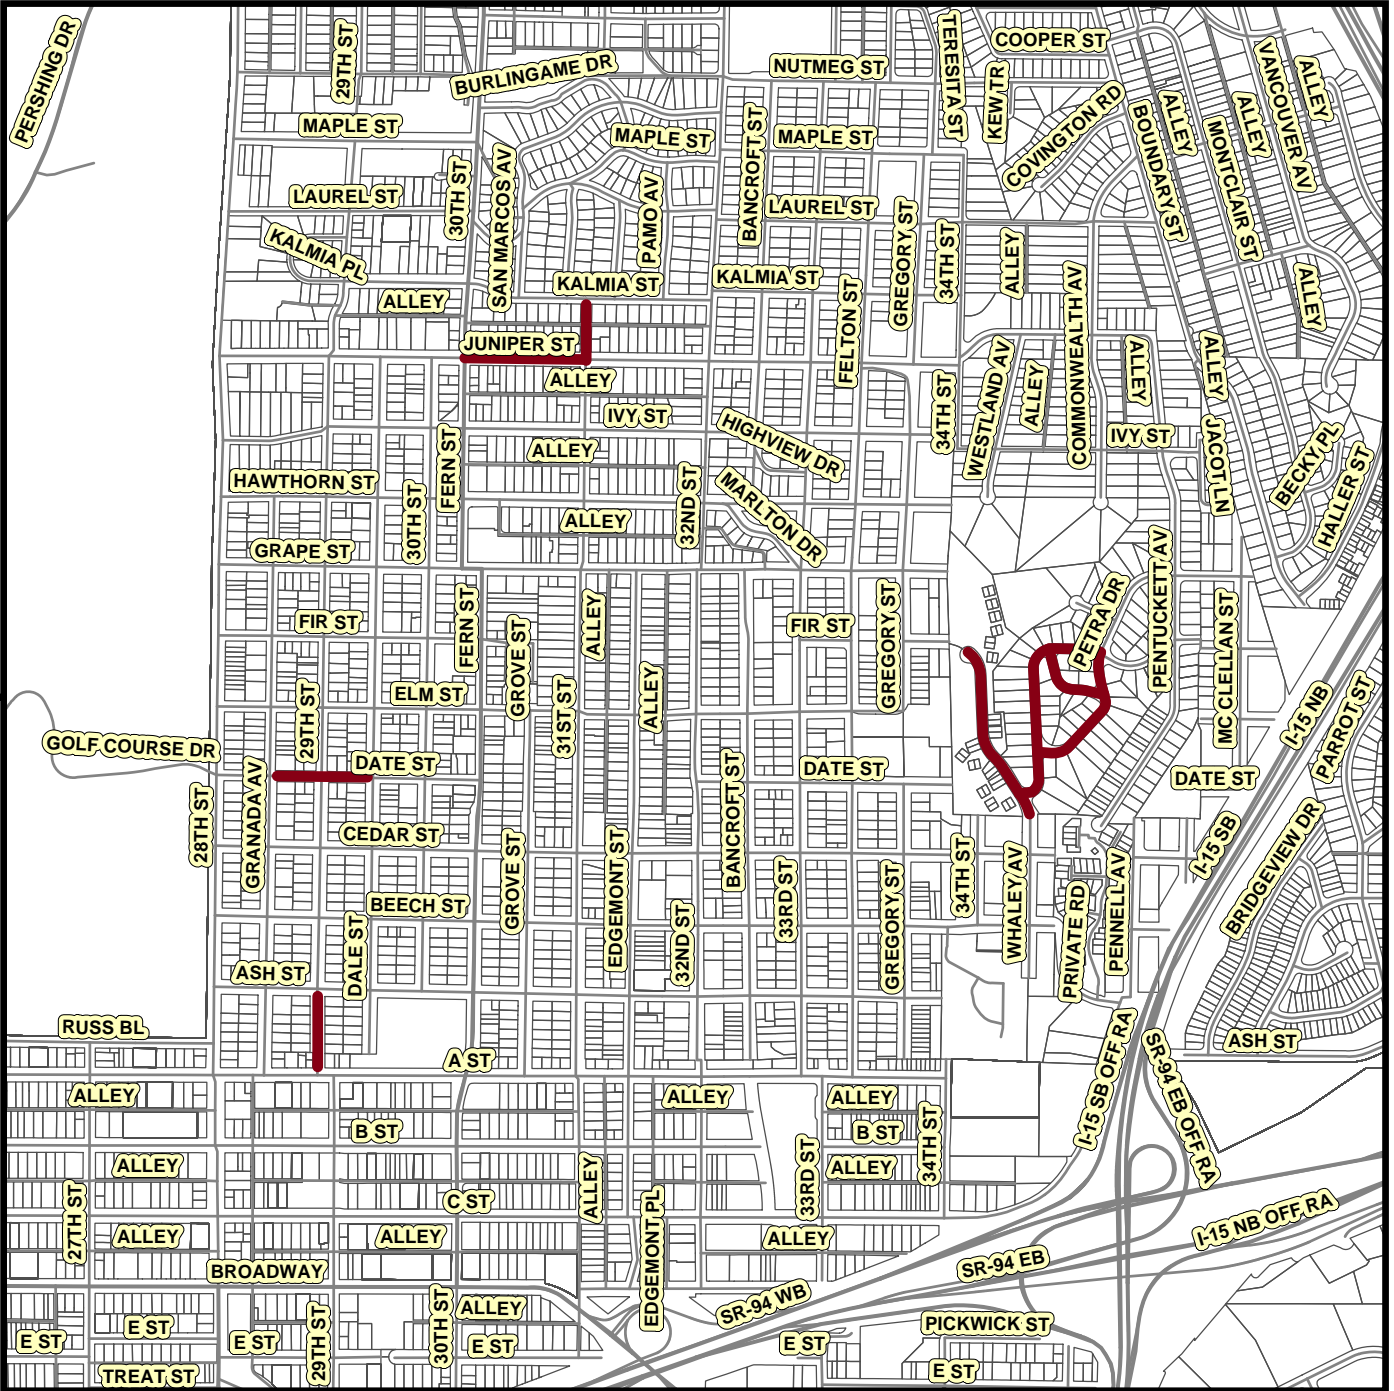 PERSHING DR
29TH ST
BURLINGAME DR
NUTMEG ST
TERESITA ST
COOPER ST
KEW TR
VANCOUVER AV
ALLEY
MAPLE ST
MAPLE ST
BANCROFT ST
MAPLE ST
COVINGTON RD
BOUNDARY ST
ALLEY
ALLEY
MONTCLAIR ST
LAUREL ST
30TH ST
SAN MARCOS AV
PAMO AV
LAUREL ST
GREGORY ST
34TH ST
ALLEY
KALMIA PL
ALLEY
KALMIA ST
KALMIA ST
FELTON ST
COMMONWEALTH AV
ALLEY
JUNIPER ST
ALLEY
IVY ST
34TH ST
WESTLAND AV
ALLEY
ALLEY
ALLEY
HAWTHORN ST
FERN ST
ALLEY
HIGHVIEW DR
IVY ST
JACOT LN
BECKY PL
HALLER ST
30TH ST
GRAPE ST
ALLEY
32ND ST
MARLTON DR
FIR ST
FERN ST
GROVE ST
ALLEY
FIR ST
GREGORY ST
PETRA DR
PENTUCKETT AV
MC CLELLAN ST
ELM ST
29TH ST
31ST ST
ALLEY
I-15 NB
PARROT ST
GOLF COURSE DR
DATE ST
DATE ST
DATE ST
28TH ST
GRANADA AV
CEDAR ST
GROVE ST
EDGEMONT ST
BANCROFT ST
33RD ST
34TH ST
WHALEY AV
I-15 SB
BRIDGEVIEW DR
BEECH ST
DALE ST
32ND ST
GREGORY ST
PRIVATE RD
PENNELL AV
ASH ST
RUSS BL
A ST
ASH ST
I-15 SB OFF RA
SR-94 EB OFF RA
ALLEY
ALLEY
ALLEY
B ST
B ST
34TH ST
ALLEY
ALLEY
33RD ST
ALLEY
27TH ST
C ST
EDGEMONT PL
ALLEY
ALLEY
ALLEY
I-15 NB OFF RA
BROADWAY
SR-94 EB
SR-94 WB
ALLEY
30TH ST
29TH ST
E ST
E ST
E ST
E ST
E ST
PICKWICK ST
TREAT ST
E ST